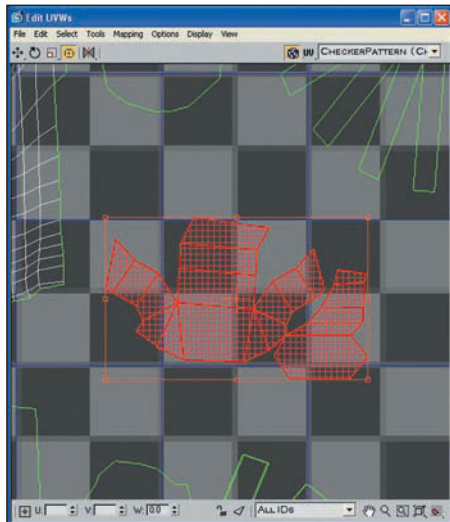 Edit UVWs
File Edit Select Tools Mapping Options Display View
UV CHECKERPATTERN (CH
U: V: W: 0.0 ALL IDS